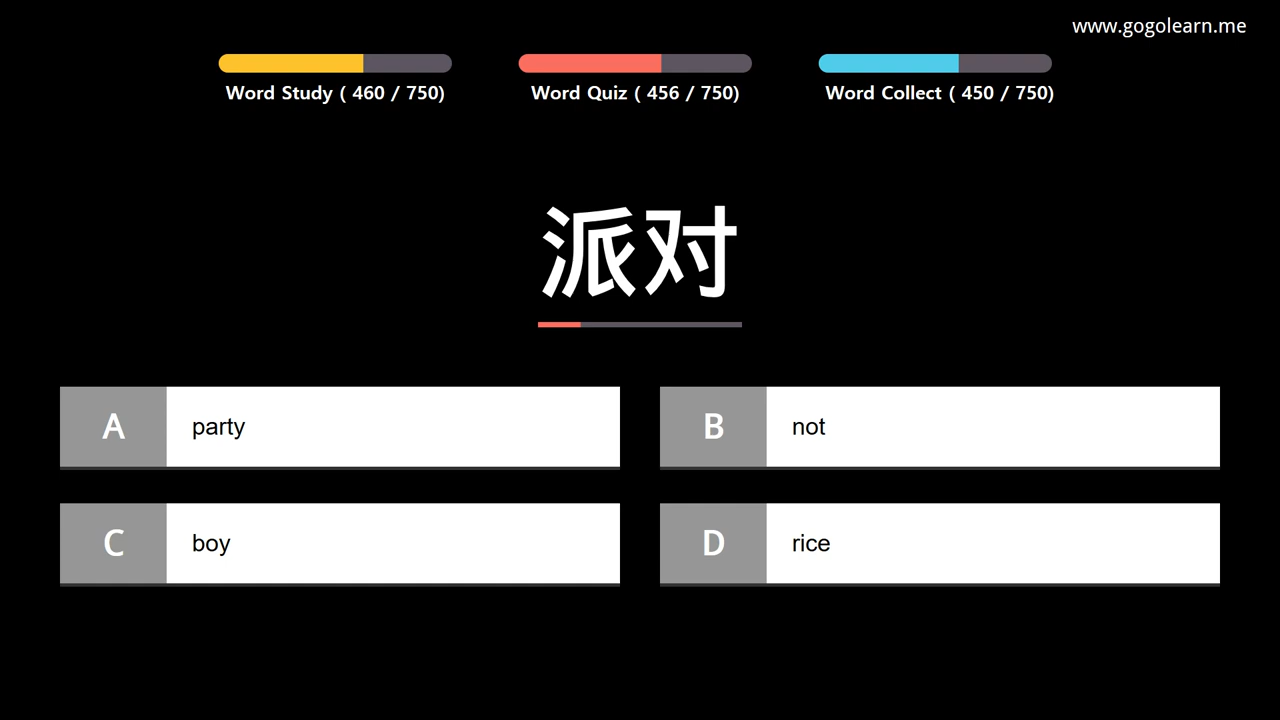 www.gogolearn.me
Word Study ( 460 / 750)
Word Quiz ( 456 / 750)
Word Collect ( 450 / 750)
派对
A party
B not
C boy
D rice